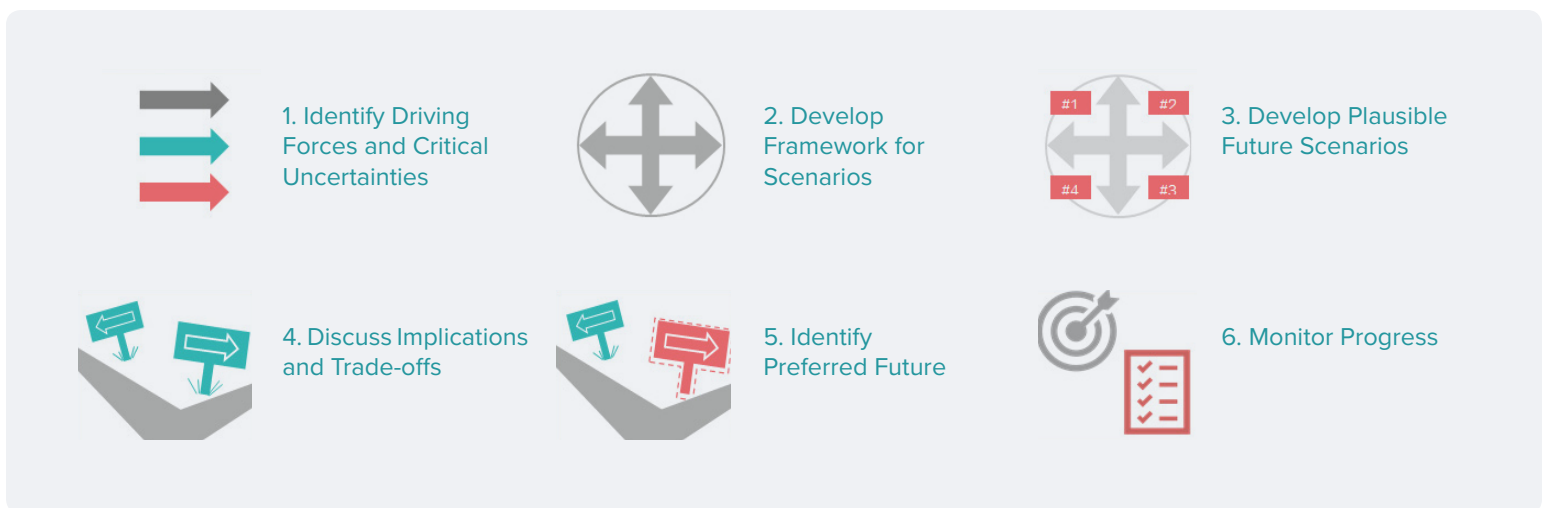 1. Identify Driving
Forces and Critical
Uncertainties
2. Develop
Framework for
Scenarios
#1
#2
#4
#3
3. Develop Plausible
Future Scenarios
4. Discuss Implications
and Trade-offs
5. Identify
Preferred Future
6. Monitor Progress